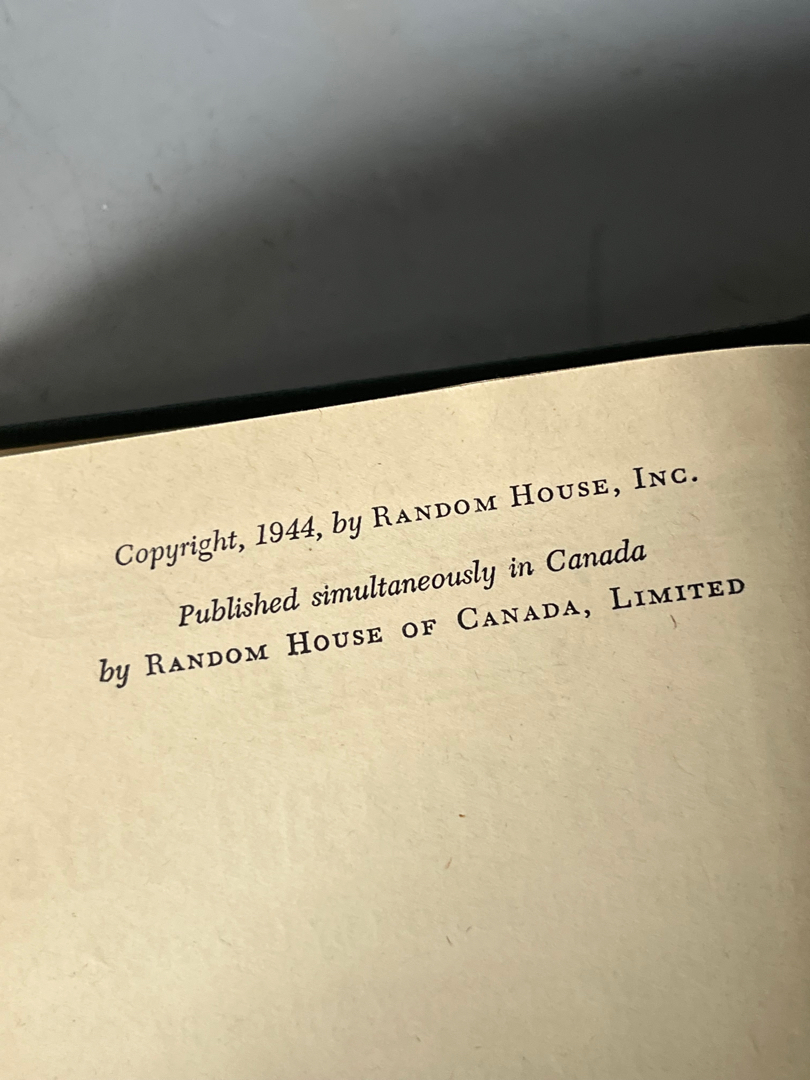 Copyright, 1944, by RANDOM HOUSE, INC.
Published simultaneously in Canada
by RANDOM HOUSE OF CANADA, LIMITED